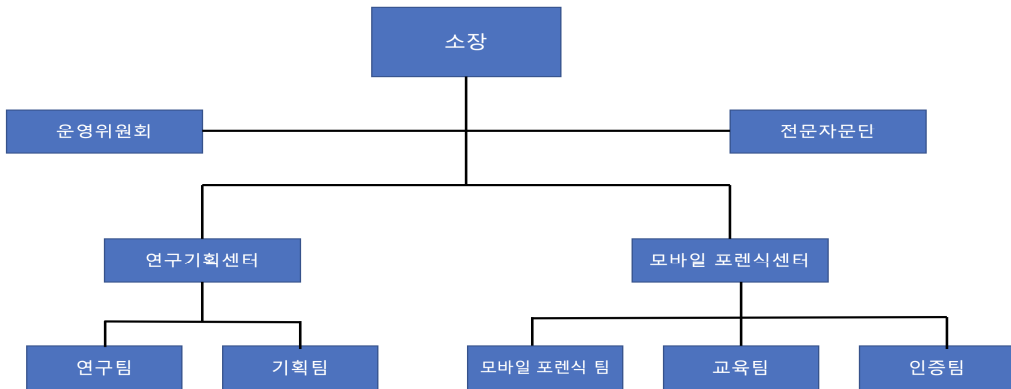 소장
운영위원회
전문자문단
연구기획센터
모바일 포렌식센터
연구팀
기획팀
모바일 포렌식 팀
교육팀
인증팀